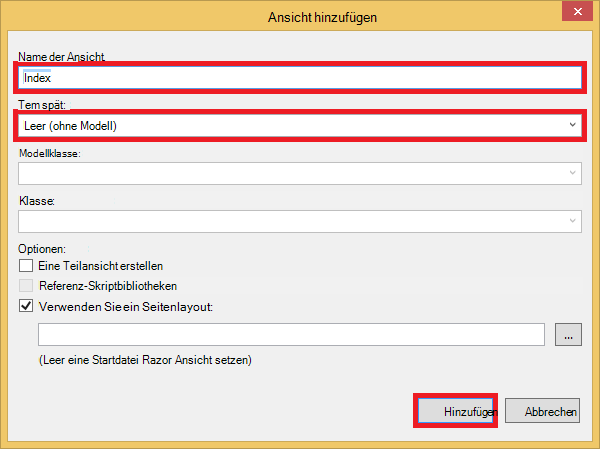 Ansicht hinzufügen
Name der Ansicht
Index
Tem spät:
Leer (ohne Modell)
Modellklasse:
Klasse:
Optionen:
Eine Teilansicht erstellen
Referenz-Skriptbibliotheken
Verwenden Sie ein Seitenlayout:
...
(Leer eine Startdatei Razor Ansicht setzen)
Hinzufügen
Abbrechen